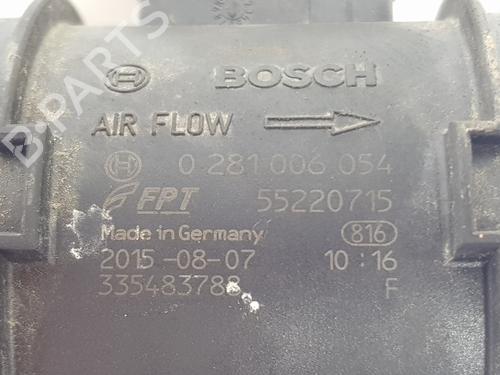 B-PARTS
BOSCH
AIR FLOW
0 281 006 054
FPT 55220715
Made in Germany 816
2015-08-07 10:16
335483788 F